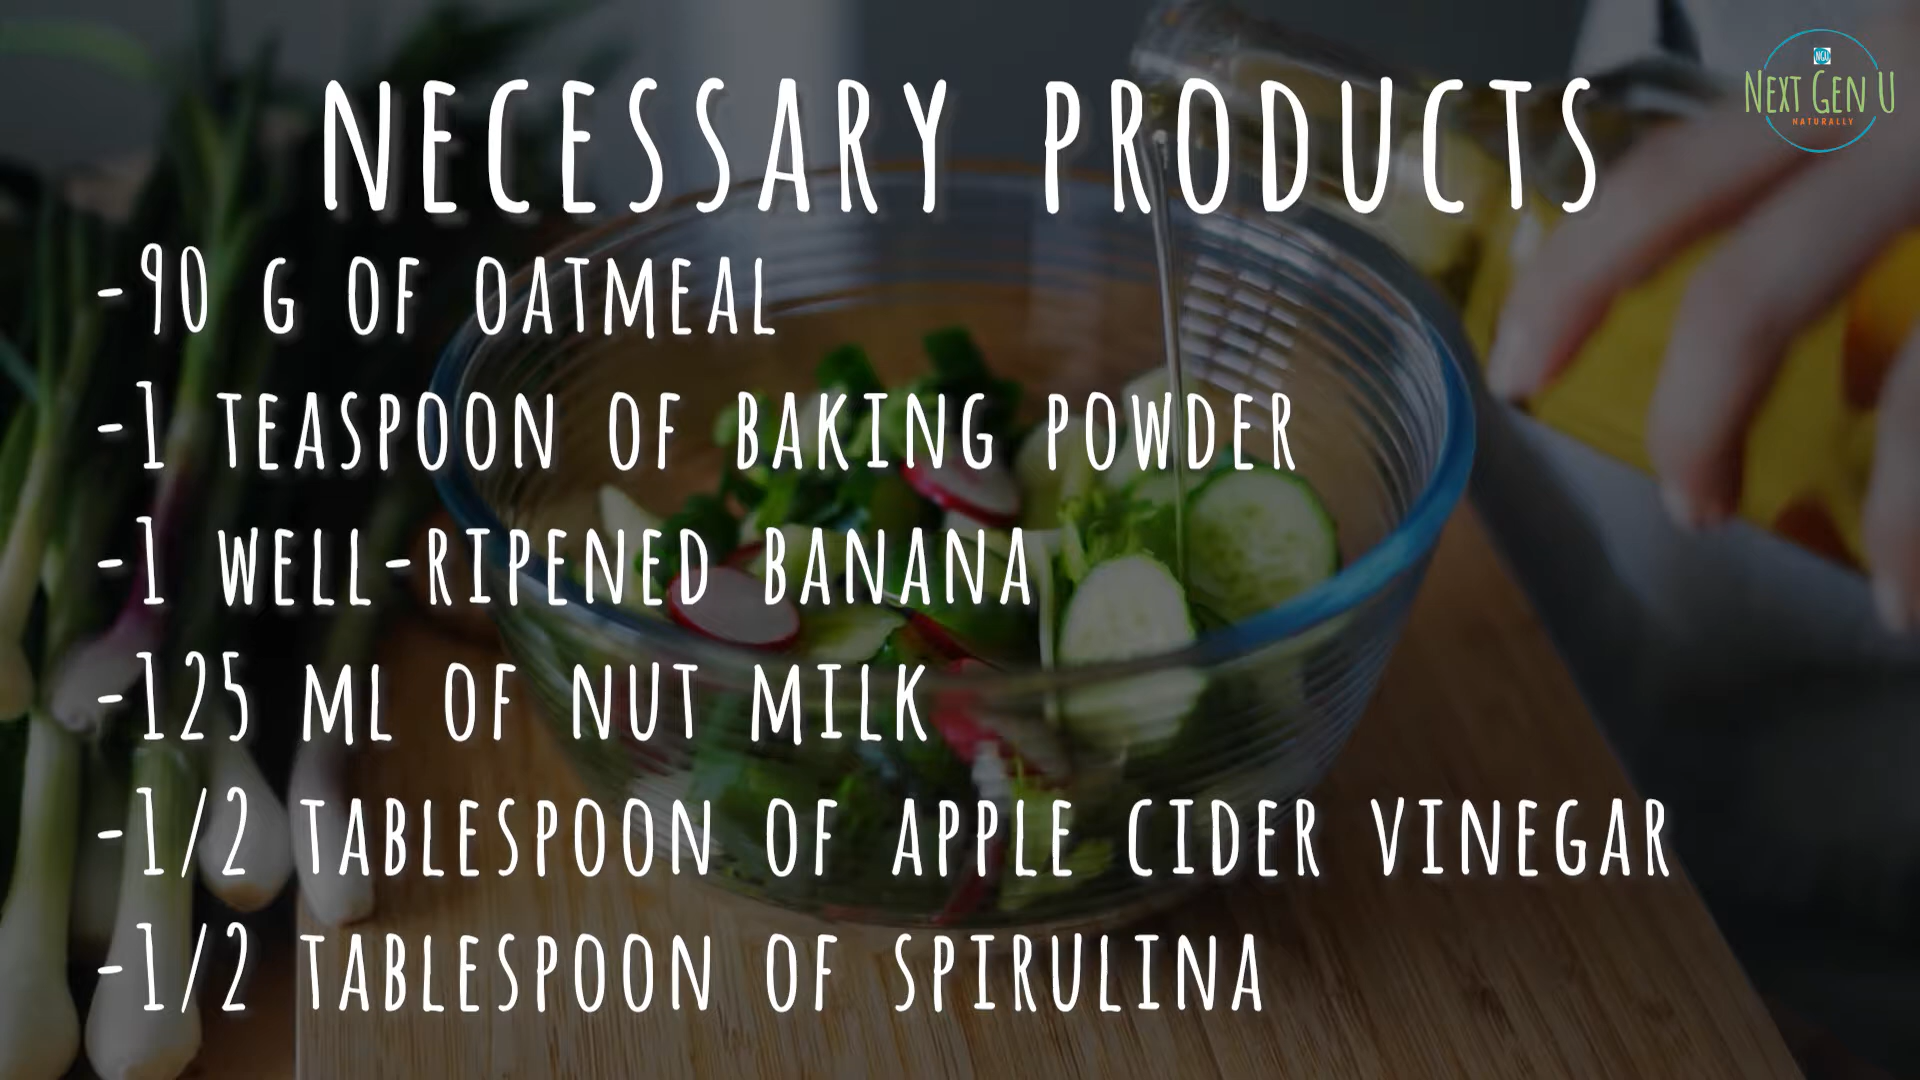 NGU
NEXT GEN U
NATURALLY
NECESSARY PRODUCTS
-90 G OF OATMEAL
-1 TEASPOON OF BAKING POWDER
-1 WELL-RIPENED BANANA
-125 ML OF NUT MILK
-1/2 TABLESPOON OF APPLE CIDER VINEGAR
-1/2 TABLESPOON OF SPIRULINA